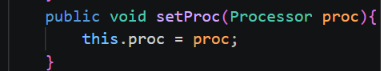 public void setProc(Processor proc){
    this.proc = proc;
}